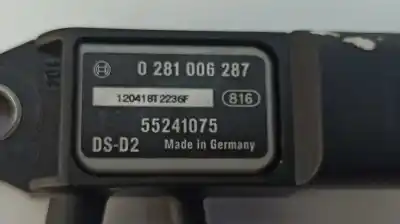 0 281 006 287
120418T2236F
816
55241075
DS-D2 Made in Germany